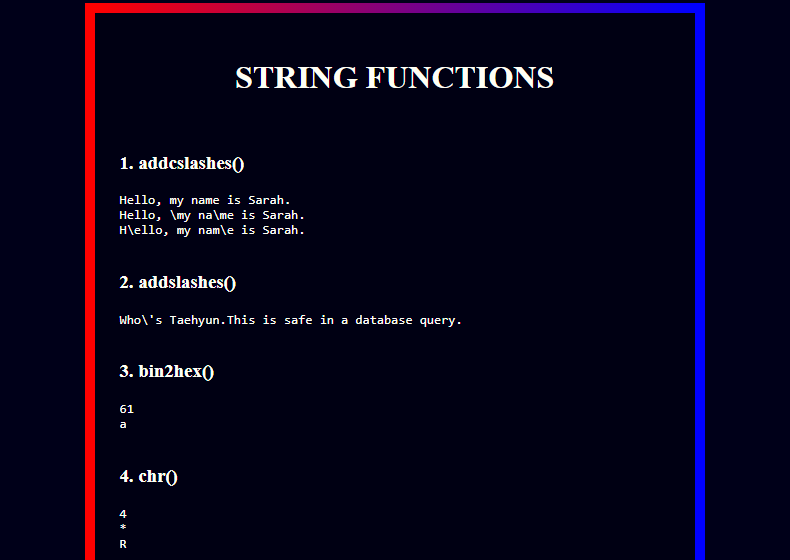 STRING FUNCTIONS
1. addcslashes()
Hello, my name is Sarah.
Hello, \my na\me is Sarah.
H\ello, my nam\e is Sarah.
2. addslashes()
Who\'s Taehyun.This is safe in a database query.
3. bin2hex()
61
a
4. chr()
4
*
R